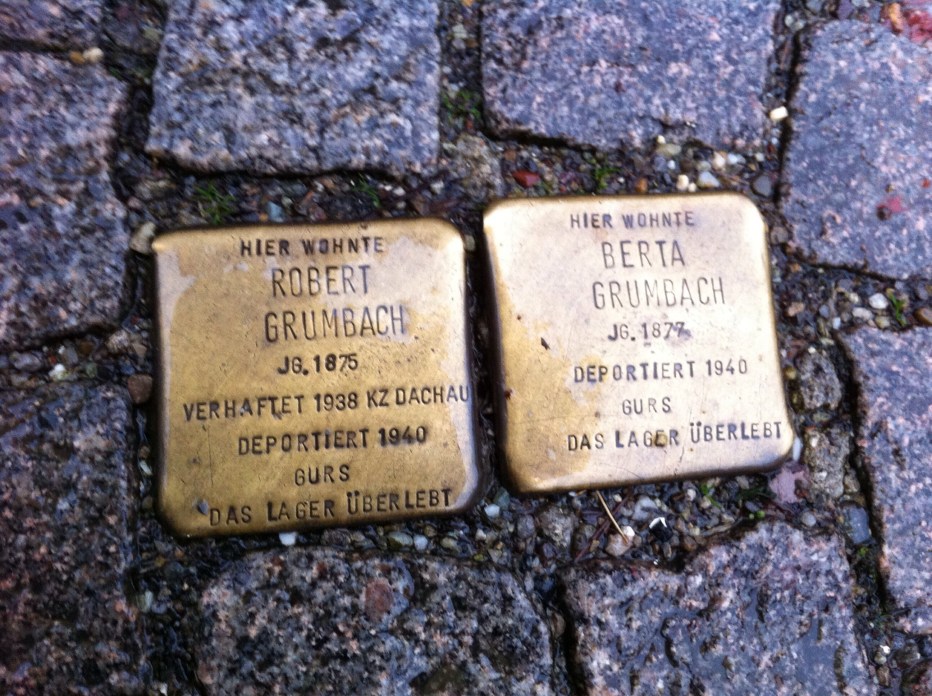 HIER WOHNTE
ROBERT
GRUMBACH
JG. 1875
VERHAFTET 1938 KZ DACHAU
DEPORTIERT 1940
GURS
DAS LAGER ÜBERLEBT
HIER WOHNTE
BERTA
GRUMBACH
JG. 1877
DEPORTIERT 1940
GURS
DAS LAGER ÜBERLEBT